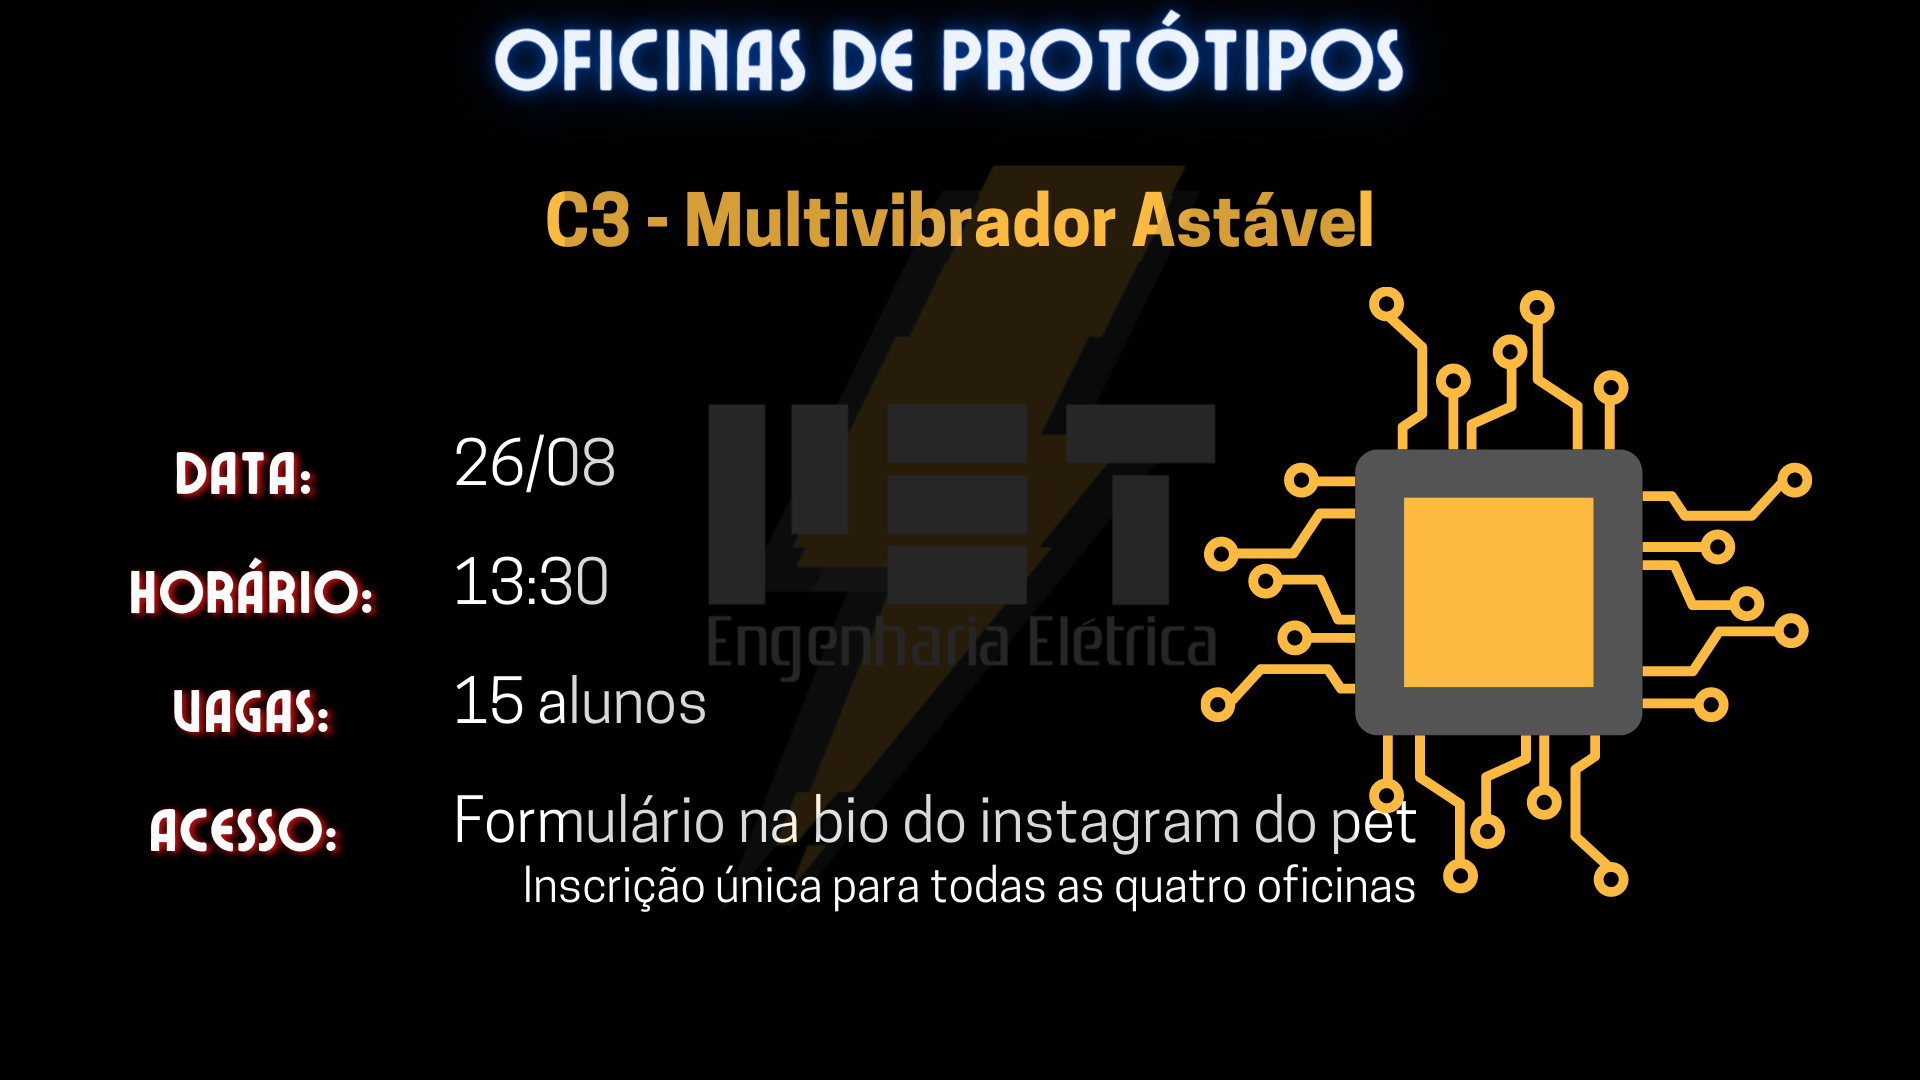 OFICINAS DE PROTÓTIPOS
C3 - Multivibrador Astável
DATA: 26/08
HORÁRIO: 13:30
PET
Engenharia Elétrica
VAGAS: 15 alunos
ACESSO: Formulário na bio do instagram do pet
Inscrição única para todas as quatro oficinas